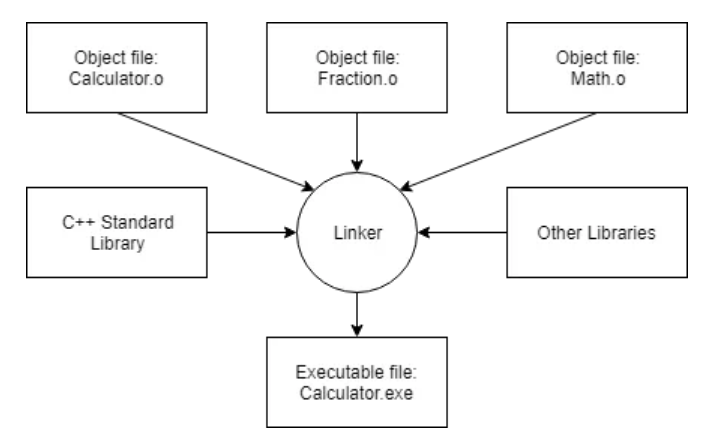 Object file:
Calculator.o
Object file:
Fraction.o
Object file:
Math.o
C++ Standard
Library
Linker
Other Libraries
Executable file:
Calculator.exe